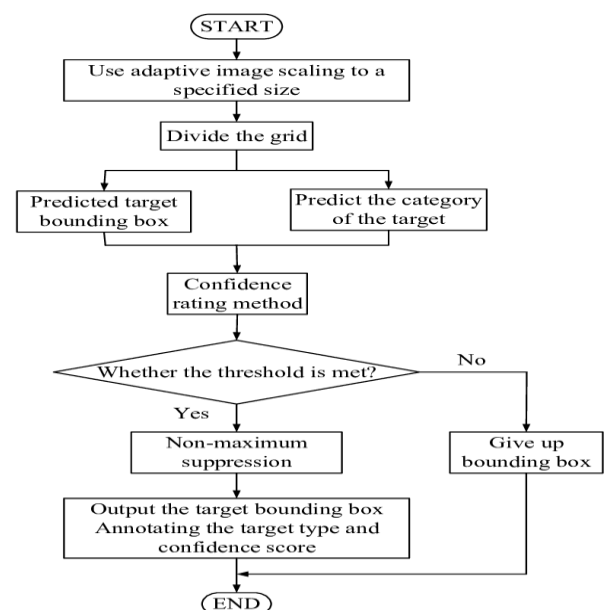 START
Use adaptive image scaling to a
specified size
Divide the grid
Predicted target
bounding box
Predict the category
of the target
Confidence
rating method
Whether the threshold is met?
No
Yes
Non-maximum
suppression
Give up
bounding box
Output the target bounding box
Annotating the target type and
confidence score
END